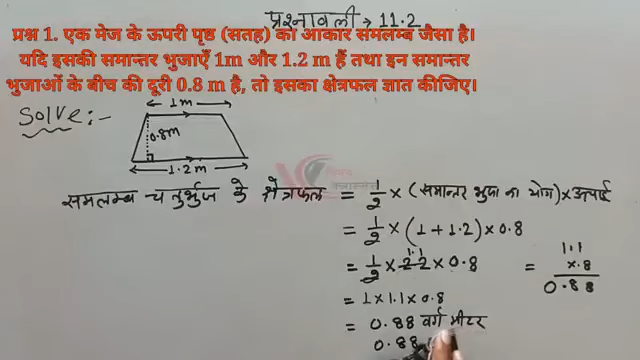 प्रश्नावली → 11.2
प्रश्न 1. एक मेज के ऊपरी पृष्ठ (सतह) का आकार समलम्ब जैसा है।
यदि इसकी समान्तर भुजाएँ 1m और 1.2 m हैं तथा इन समान्तर
भुजाओं के बीच की दूरी 0.8 m है, तो इसका क्षेत्रफल ज्ञात कीजिए।
Solve:-
1m
0.8m
1.2m
समलम्ब चतुर्भुज के क्षेत्रफल = 1/2 × (समान्तर भुजा का योग) × ऊचाई
= 1/2 × (1 + 1.2) × 0.8
= 1/2 × 2.2 × 0.8
1.1
= 1 × 1.1 × 0.8
= 0.88 वर्ग मीटर
0.88
= 1.1
×.8
0.88